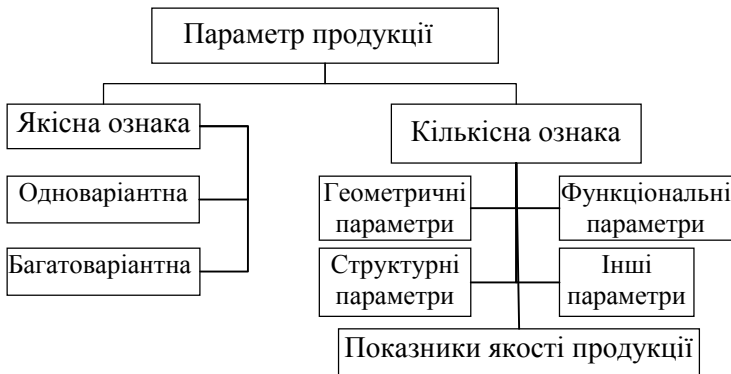 Параметр продукції
Якісна ознака
Кількісна ознака
Одноваріантна
Геометричні
параметри
Функціональні
параметри
Багатоваріантна
Структурні
параметри
Інші
параметри
Показники якості продукції